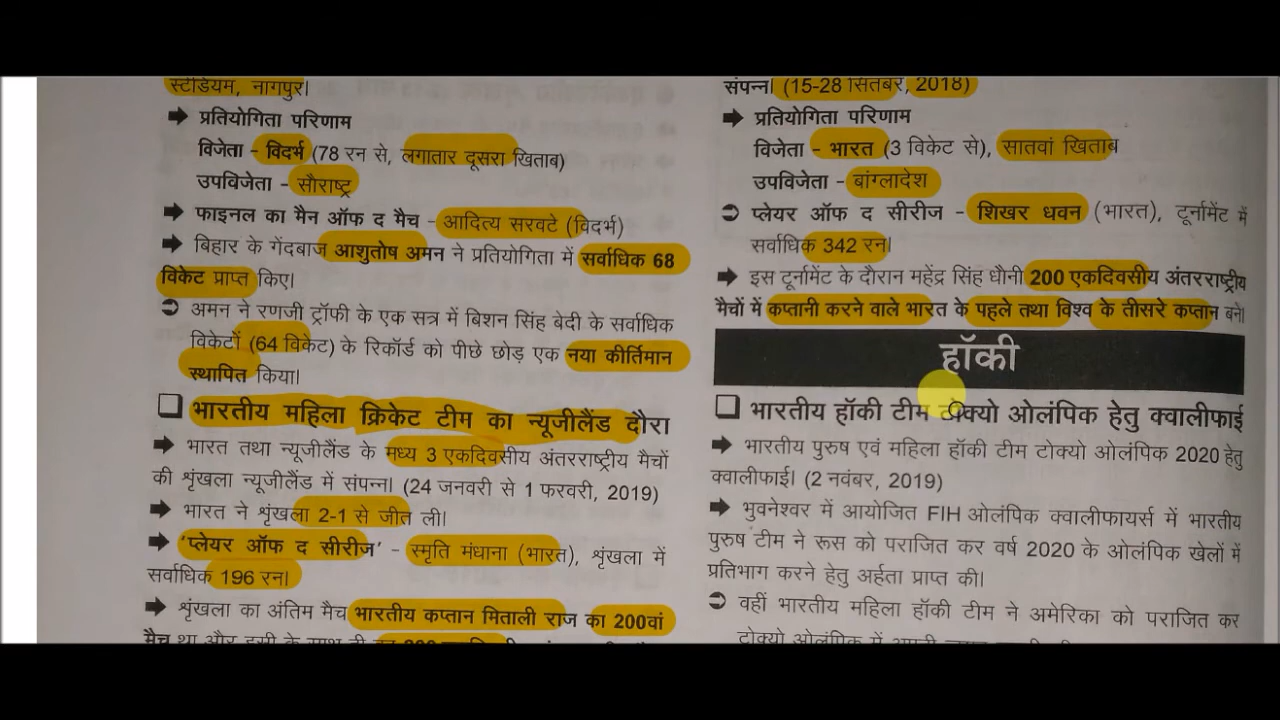 स्टेडियम, नागपुर।
➡ प्रतियोगिता परिणाम
विजेता - विदर्भ (78 रन से, लगातार दूसरा खिताब)
उपविजेता - सौराष्ट्र
➡ फाइनल का मैन ऑफ द मैच - आदित्य सरवटे (विदर्भ)
➡ बिहार के गेंदबाज आशुतोष अमन ने प्रतियोगिता में सर्वाधिक 68
विकेट प्राप्त किए।
➲ अमन ने रणजी ट्रॉफी के एक सत्र में बिशन सिंह बेदी के सर्वाधिक
विकेटों (64 विकेट) के रिकॉर्ड को पीछे छोड़ एक नया कीर्तिमान
स्थापित किया।
❑ भारतीय महिला क्रिकेट टीम का न्यूजीलैंड दौरा
➡ भारत तथा न्यूजीलैंड के मध्य 3 एकदिवसीय अंतरराष्ट्रीय मैचों
की शृंखला न्यूजीलैंड में संपन्न। (24 जनवरी से 1 फरवरी, 2019)
➡ भारत ने शृंखला 2-1 से जीत ली।
➡ 'प्लेयर ऑफ द सीरीज' - स्मृति मंधाना (भारत), शृंखला में
सर्वाधिक 196 रन।
➡ शृंखला का अंतिम मैच भारतीय कप्तान मिताली राज का 200वां
मैच था और इसी के साथ ही
संपन्न। (15-28 सितंबर, 2018)
➡ प्रतियोगिता परिणाम
विजेता - भारत (3 विकेट से), सातवां खिताब
उपविजेता - बांग्लादेश
➲ प्लेयर ऑफ द सीरीज - शिखर धवन (भारत), टूर्नामेंट में
सर्वाधिक 342 रन।
➡ इस टूर्नामेंट के दौरान महेंद्र सिंह धौनी 200 एकदिवसीय अंतरराष्ट्रीय
मैचों में कप्तानी करने वाले भारत के पहले तथा विश्व के तीसरे कप्तान बने।
हॉकी
❑ भारतीय हॉकी टीम टोक्यो ओलंपिक हेतु क्वालीफाई
➡ भारतीय पुरुष एवं महिला हॉकी टीम टोक्यो ओलंपिक 2020 हेतु
क्वालीफाई। (2 नवंबर, 2019)
➡ भुवनेश्वर में आयोजित FIH ओलंपिक क्वालीफायर्स में भारतीय
पुरुष टीम ने रूस को पराजित कर वर्ष 2020 के ओलंपिक खेलों में
प्रतिभाग करने हेतु अर्हता प्राप्त की।
➲ वहीं भारतीय महिला हॉकी टीम ने अमेरिका को पराजित कर
टोक्यो ओलंपिक में